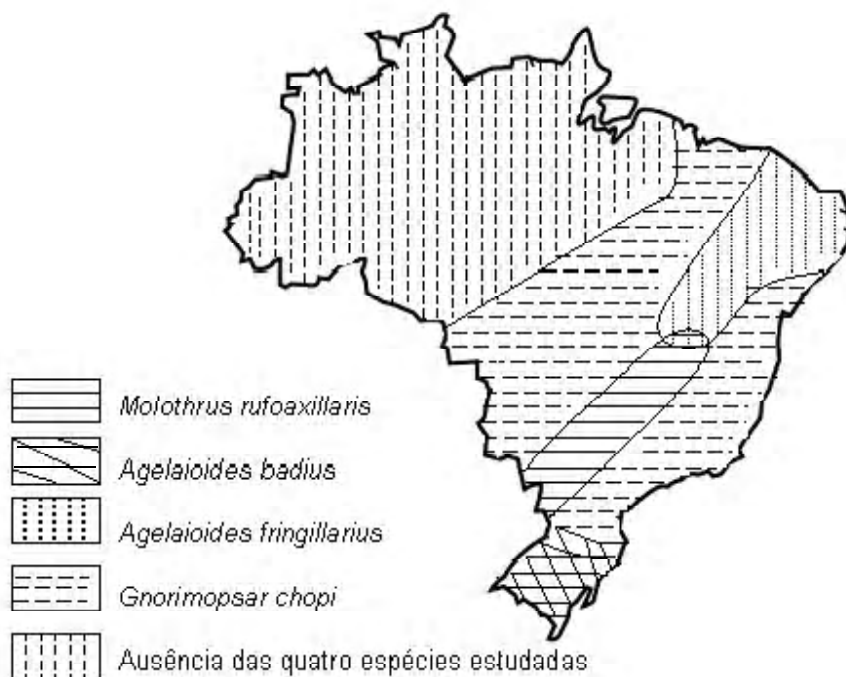 Molothrus rufoaxillaris
Agelaioides badius
Agelaioides fringillarius
Gnorimopsar chopi
Ausência das quatro espécies estudadas